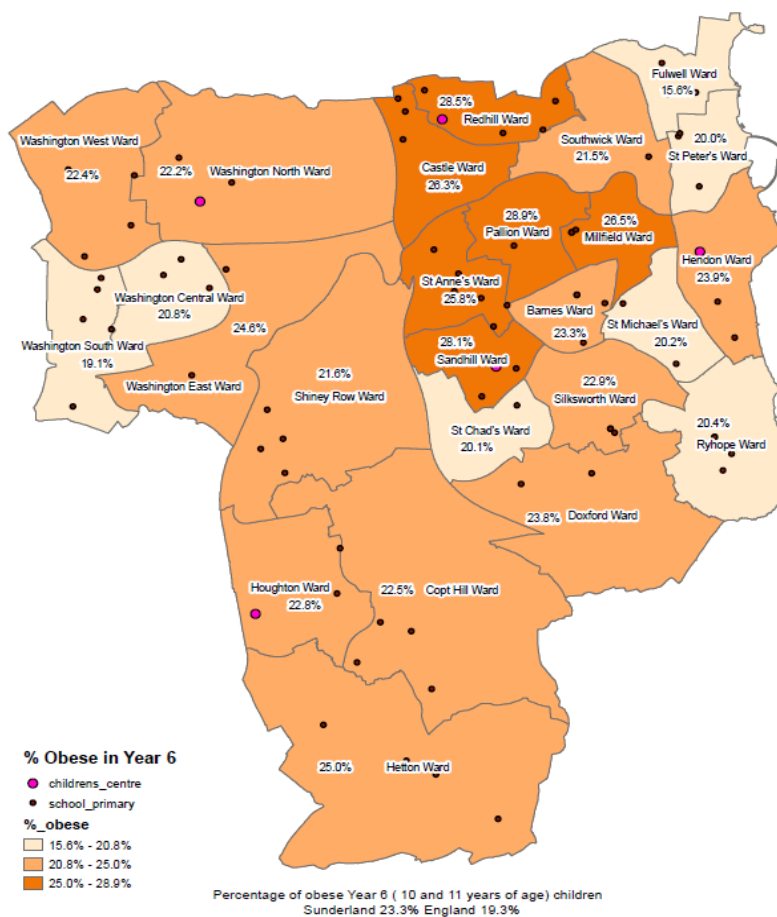 Fulwell Ward
15.6%
28.5%
Redhill Ward
Washington West Ward
22.4%
22.2%
Washington North Ward
Castle Ward
26.3%
Southwick Ward
21.5%
20.0%
St Peter's Ward
28.9%
Pallion Ward
26.5%
Millfield Ward
Hendon Ward
23.9%
St Anne's Ward
25.8%
Washington Central Ward
20.8%
24.6%
Barnes Ward
23.3%
St Michael's Ward
20.2%
Washington South Ward
19.1%
28.1%
Sandhill Ward
Washington East Ward
21.6%
Shiney Row Ward
22.9%
Silksworth Ward
St Chad's Ward
20.1%
20.4%
Ryhope Ward
23.8%
Doxford Ward
Houghton Ward
22.8%
22.5%
Copt Hill Ward
25.0%
Hetton Ward
% Obese in Year 6
childrens_centre
school_primary
%_obese
15.6% - 20.8%
20.8% - 25.0%
25.0% - 28.9%
Percentage of obese Year 6 ( 10 and 11 years of age) children
Sunderland 23.3% England 19.3%